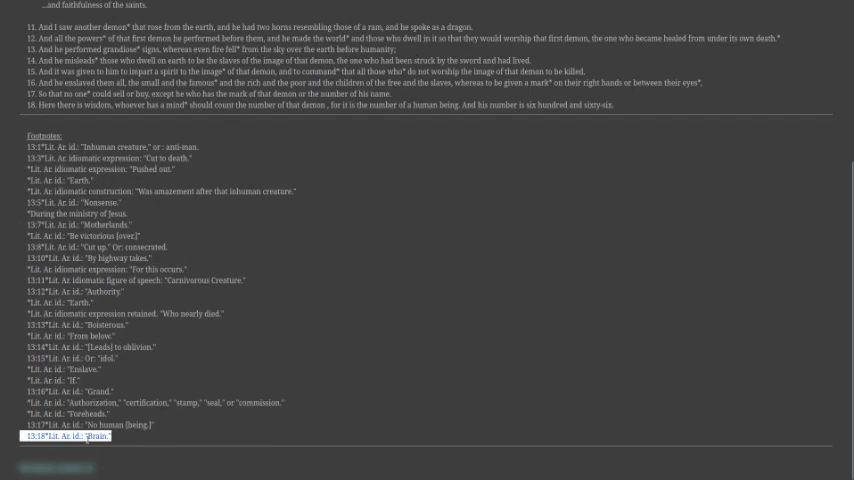 ...and faithfulness of the saints.
11. And I saw another demon* that rose from the earth, and he had two horns resembling those of a ram, and he spoke as a dragon.
12. And all the powers* of that first demon he performed before them, and he made the world* and those who dwell in it so that they would worship that first demon, the one who became healed from under its own death.*
13. And he performed grandiose* signs, whereas even fire fell* from the sky over the earth before humanity;
14. And he misleads* those who dwell on earth to be the slaves of the image of that demon, the one who had been struck by the sword and had lived.
15. And it was given to him to impart a spirit to the image* of that demon, and to command* that all those who* do not worship the image of that demon to be killed.
16. And he enslaved them all, the small and the famous* and the rich and the poor and the children of the free and the slaves, whereas to be given a mark* on their right hands or between their eyes*,
17. So that no one* could sell or buy, except he who has the mark of that demon or the number of his name.
18. Here there is wisdom, whoever has a mind* should count the number of that demon , for it is the number of a human being. And his number is six hundred and sixty-six.
Footnotes:
13:1*Lit. Ar. id.: "Inhuman creature," or : anti-man.
13:3*Lit. Ar. idiomatic expression: "Cut to death."
*Lit. Ar. idiomatic expression: "Pushed out."
*Lit. Ar. id.: "Earth."
*Lit. Ar. idiomatic construction: "Was amazement after that inhuman creature."
13:5*Lit. Ar. id.: "Nonsense."
*During the ministry of Jesus.
13:7*Lit. Ar. id.: "Motherlands."
*Lit. Ar. id.: "Be victorious [over.]"
13:8*Lit. Ar. id.: "Cut up." Or: consecrated.
13:10*Lit. Ar. id.: "By highway takes."
*Lit. Ar. idiomatic expression: "For this occurs."
13:11*Lit. Ar. idiomatic figure of speech: "Carnivorous Creature."
13:12*Lit. Ar. id.: "Authority."
*Lit. Ar. id.: "Earth."
*Lit. Ar. idiomatic expression retained. "Who nearly died."
13:13*Lit. Ar. id.: "Boisterous."
*Lit. Ar. id.: "From below."
13:14*Lit. Ar. id.: "[Leads] to oblivion."
13:15*Lit. Ar. id.: Or: "idol."
*Lit. Ar. id.: "Enslave."
*Lit. Ar. id.: "If."
13:16*Lit. Ar. id.: "Grand."
*Lit. Ar. id.: "Authorization," "certification," "stamp," "seal," or "commission."
*Lit. Ar. id.: "Foreheads."
13:17*Lit. Ar. id.: "No human [being.]"
13:18*Lit. Ar. id.: "Brain."